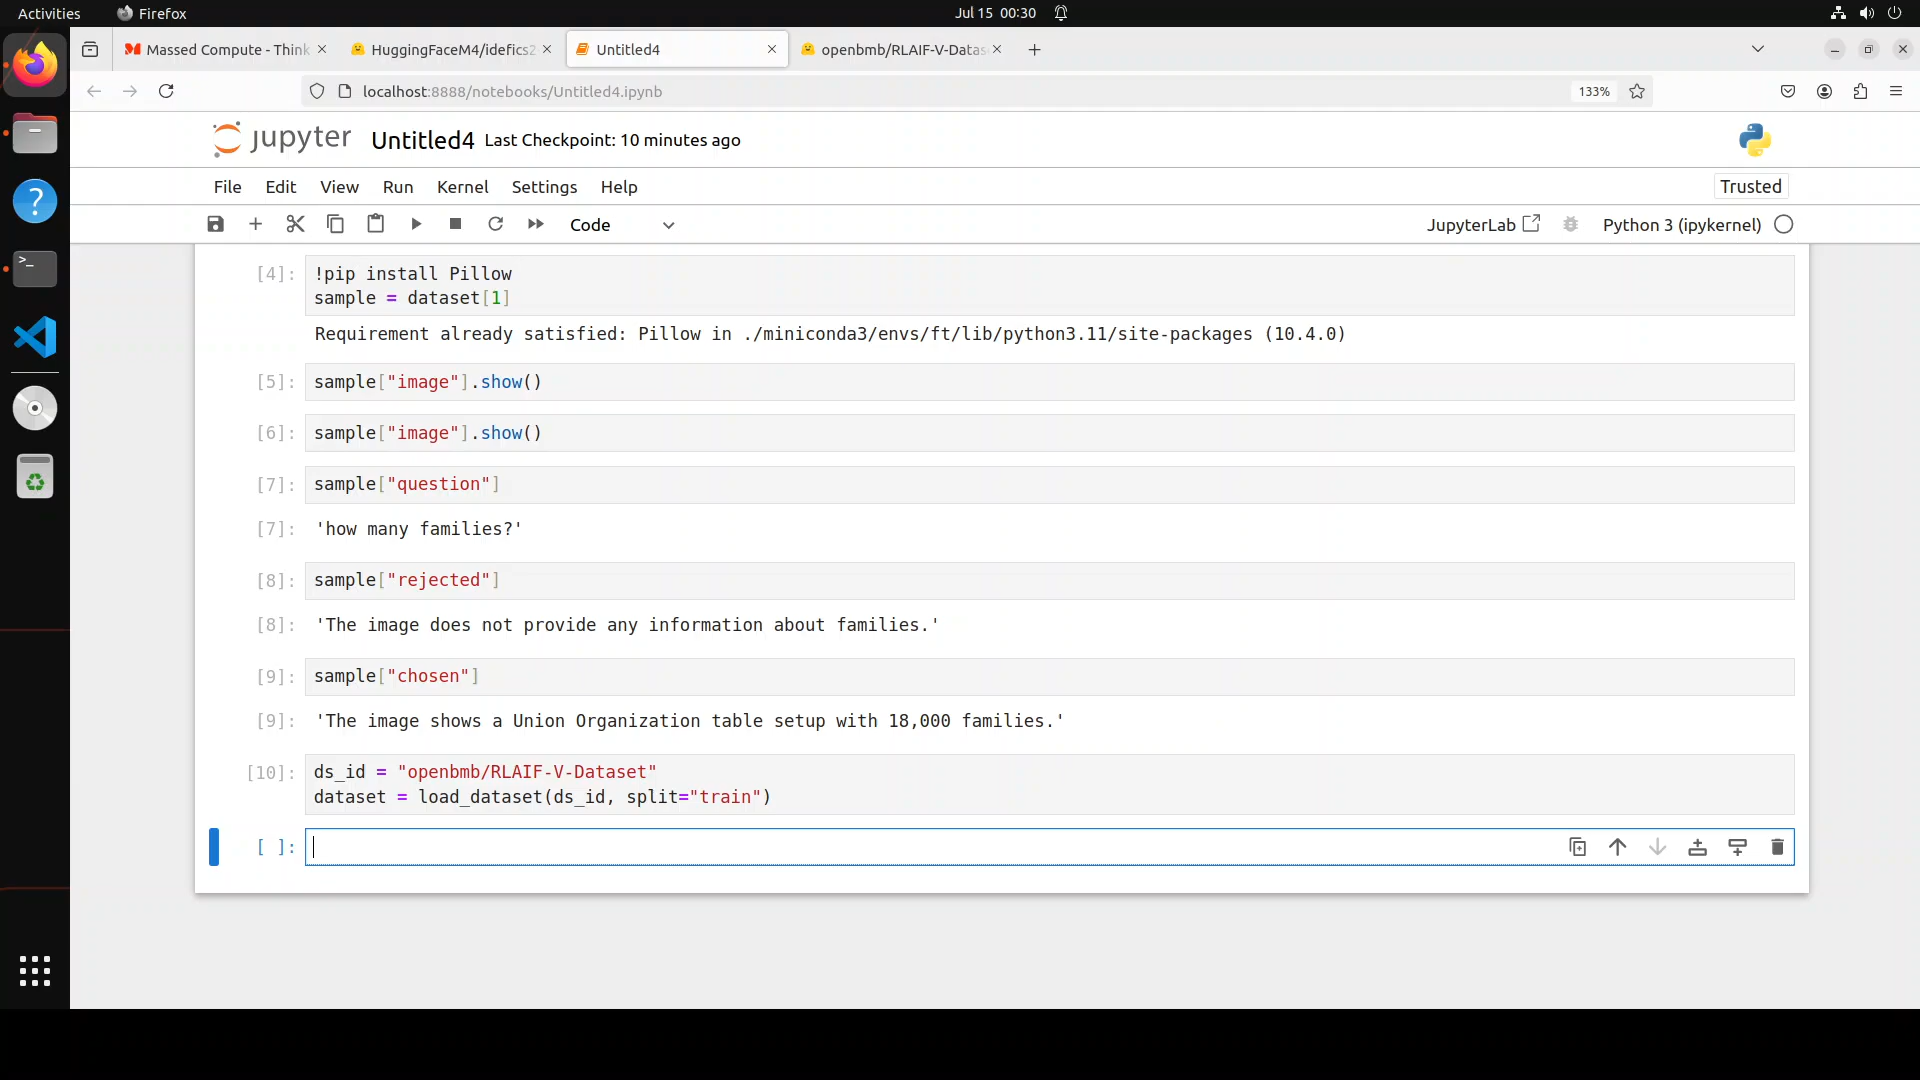 Activities
Firefox
Jul 15 00:30
Massed Compute - Think
HuggingFaceM4/idefics2
Untitled4
openbmb/RLAIF-V-Datas
localhost:8888/notebooks/Untitled4.ipynb
133%
jupyter Untitled4 Last Checkpoint: 10 minutes ago
File Edit View Run Kernel Settings Help
Trusted
Code
JupyterLab
Python 3 (ipykernel)
[4]: !pip install Pillow
sample = dataset[1]
Requirement already satisfied: Pillow in ./miniconda3/envs/ft/lib/python3.11/site-packages (10.4.0)
[5]: sample["image"].show()
[6]: sample["image"].show()
[7]: sample["question"]
[7]: 'how many families?'
[8]: sample["rejected"]
[8]: 'The image does not provide any information about families.'
[9]: sample["chosen"]
[9]: 'The image shows a Union Organization table setup with 18,000 families.'
[10]: ds_id = "openbmb/RLAIF-V-Dataset"
dataset = load_dataset(ds_id, split="train")
[ ]: